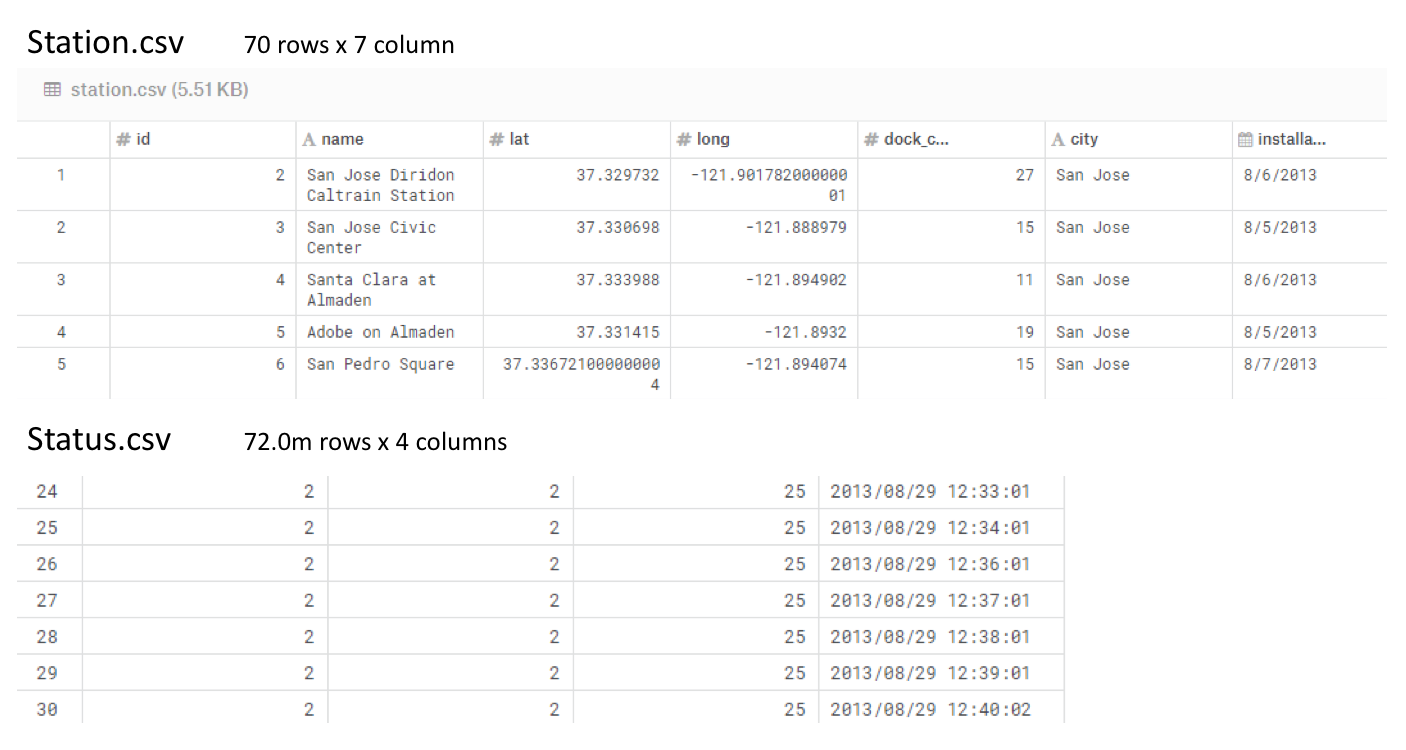 Station.csv 70 rows x 7 column
station.csv (5.51 KB)
# id A name # lat # long # dock_c... A city installa...
1 2 San Jose Diridon 37.329732 -121.901782000000 27 San Jose 8/6/2013
Caltrain Station 01
2 3 San Jose Civic 37.330698 -121.888979 15 San Jose 8/5/2013
Center
3 4 Santa Clara at 37.333988 -121.894902 11 San Jose 8/6/2013
Almaden
4 5 Adobe on Almaden 37.331415 -121.8932 19 San Jose 8/5/2013
5 6 San Pedro Square 37.33672100000000 -121.894074 15 San Jose 8/7/2013
4
Status.csv 72.0m rows x 4 columns
24 2 2 25 2013/08/29 12:33:01
25 2 2 25 2013/08/29 12:34:01
26 2 2 25 2013/08/29 12:36:01
27 2 2 25 2013/08/29 12:37:01
28 2 2 25 2013/08/29 12:38:01
29 2 2 25 2013/08/29 12:39:01
30 2 2 25 2013/08/29 12:40:02